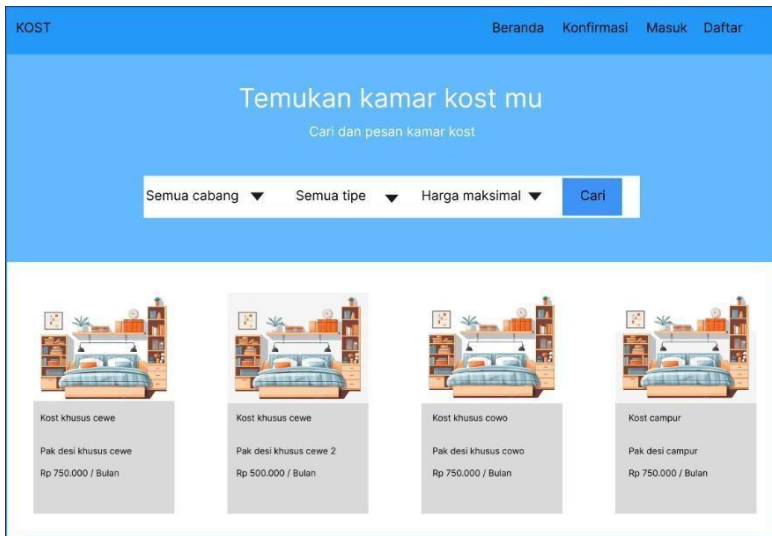 KOST Beranda Konfirmasi Masuk Daftar
Temukan kamar kost mu
Cari dan pesan kamar kost
Semua cabang Semua tipe Harga maksimal Cari
Kost khusus cewe
Pak desi khusus cewe
Rp 750.000 / Bulan
Kost khusus cewe
Pak desi khusus cewe 2
Rp 500.000 / Bulan
Kost khusus cowo
Pak desi khusus cowo
Rp 750.000 / Bulan
Kost campur
Pak desi campur
Rp 750.000 / Bulan